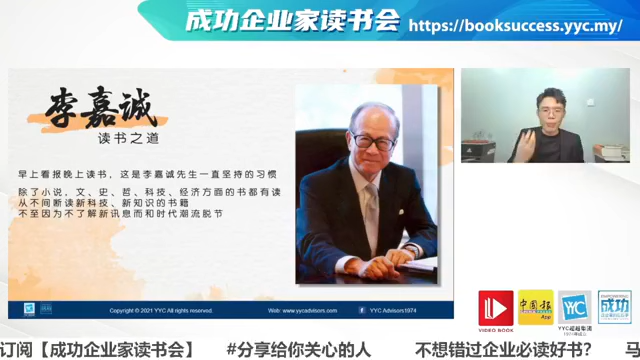 成功企业家读书会 https://booksuccess.yyc.my/
李嘉诚
读书之道
早上看报晚上读书，这是李嘉诚先生一直坚持的习惯
除了小说，文、史、哲、科技、经济方面的书都有读
从不间断读新科技、新知识的书籍
不至因为不了解新讯息而和时代潮流脱节
Copyright © 2021 YYC All rights reserved.
Web: www.yycadvisors.com
YYC Advisors1974
VIDEO BOOK
中国报
App
YYC
成功
订阅【成功企业家读书会】 #分享给你关心的人 不想错过企业必读好书? 马